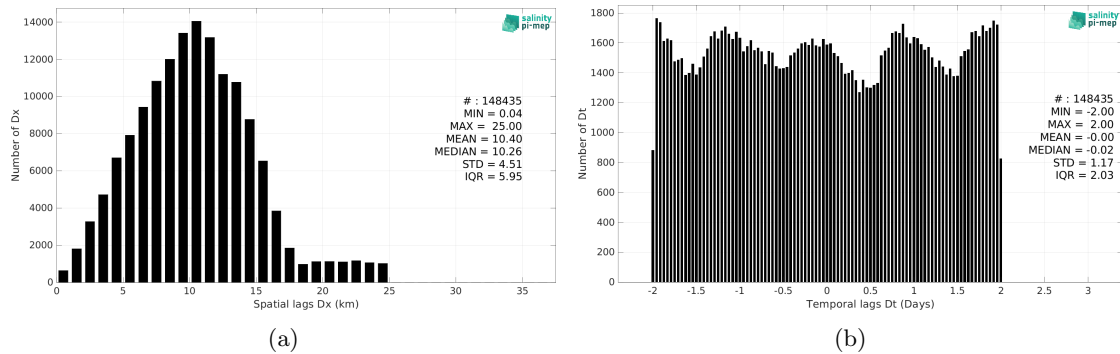 14000
12000
10000
8000
6000
4000
2000
0
Number of Dx
0 5 10 15 20 25 30 35
Spatial lags Dx (km)
salinity
pi-mep
# : 148435
MIN = 0.04
MAX = 25.00
MEAN = 10.40
MEDIAN = 10.26
STD = 4.51
IQR = 5.95
(a)
1800
1600
1400
1200
1000
800
600
400
200
0
Number of Dt
-2 -1.5 -1 -0.5 0 0.5 1 1.5 2 2.5 3
Temporal lags Dt (Days)
salinity
pi-mep
# : 148435
MIN = -2.00
MAX = 2.00
MEAN = -0.00
MEDIAN = -0.02
STD = 1.17
IQR = 2.03
(b)